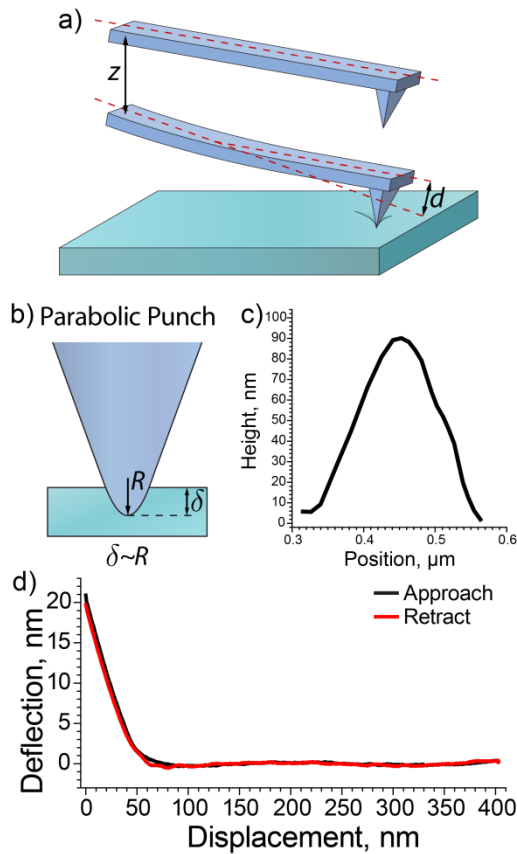 a)
z
d
b) Parabolic Punch
R
δ
δ~R
c)
Height, nm
100
90
80
70
60
50
40
30
20
10
0
0.3 0.4 0.5 0.6
Position, µm
d)
Approach
Retract
Deflection, nm
20
15
10
5
0
0 50 100 150 200 250 300 350 400
Displacement, nm